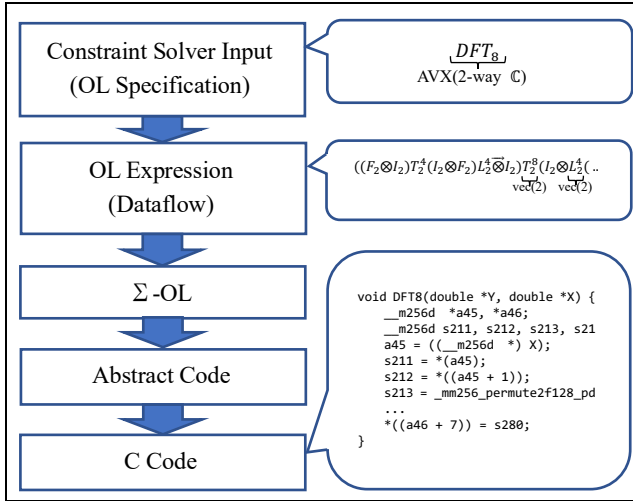 Constraint Solver Input
(OL Specification)
DFT₈
AVX(2-way ℂ)
OL Expression
(Dataflow)
((F₂⊗I₂)T₂⁴(I₂⊗F₂)L₂⁴⊗⃗I₂)T₂⁸(I₂⊗L₂⁴(..
vec(2) vec(2)
Σ-OL
Abstract Code
C Code
void DFT8(double *Y, double *X) {
__m256d *a45, *a46;
__m256d s211, s212, s213, s21
a45 = ((__m256d *) X);
s211 = *(a45);
s212 = *((a45 + 1));
s213 = _mm256_permute2f128_pd
...
*((a46 + 7)) = s280;
}